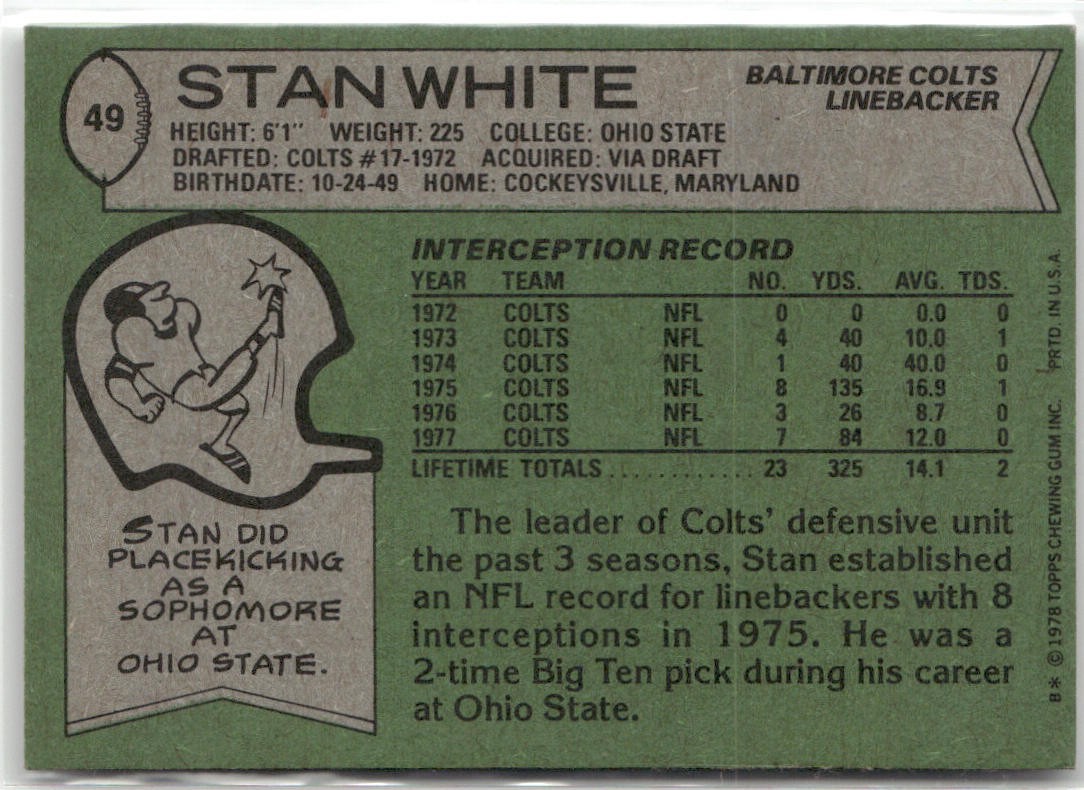 49
STAN WHITE
BALTIMORE COLTS
LINEBACKER
HEIGHT: 6'1" WEIGHT: 225 COLLEGE: OHIO STATE
DRAFTED: COLTS #17-1972 ACQUIRED: VIA DRAFT
BIRTHDATE: 10-24-49 HOME: COCKEYSVILLE, MARYLAND
INTERCEPTION RECORD
YEAR TEAM NO. YDS. AVG. TDS.
1972 COLTS NFL 0 0 0.0 0
1973 COLTS NFL 4 40 10.0 1
1974 COLTS NFL 1 40 40.0 0
1975 COLTS NFL 8 135 16.9 1
1976 COLTS NFL 3 26 8.7 0
1977 COLTS NFL 7 84 12.0 0
LIFETIME TOTALS ............ 23 325 14.1 2
STAN DID
PLACEKICKING
AS A
SOPHOMORE
AT
OHIO STATE.
The leader of Colts' defensive unit
the past 3 seasons, Stan established
an NFL record for linebackers with 8
interceptions in 1975. He was a
2-time Big Ten pick during his career
at Ohio State.
B* © 1978 TOPPS CHEWING GUM INC. PRTD. IN U.S.A.